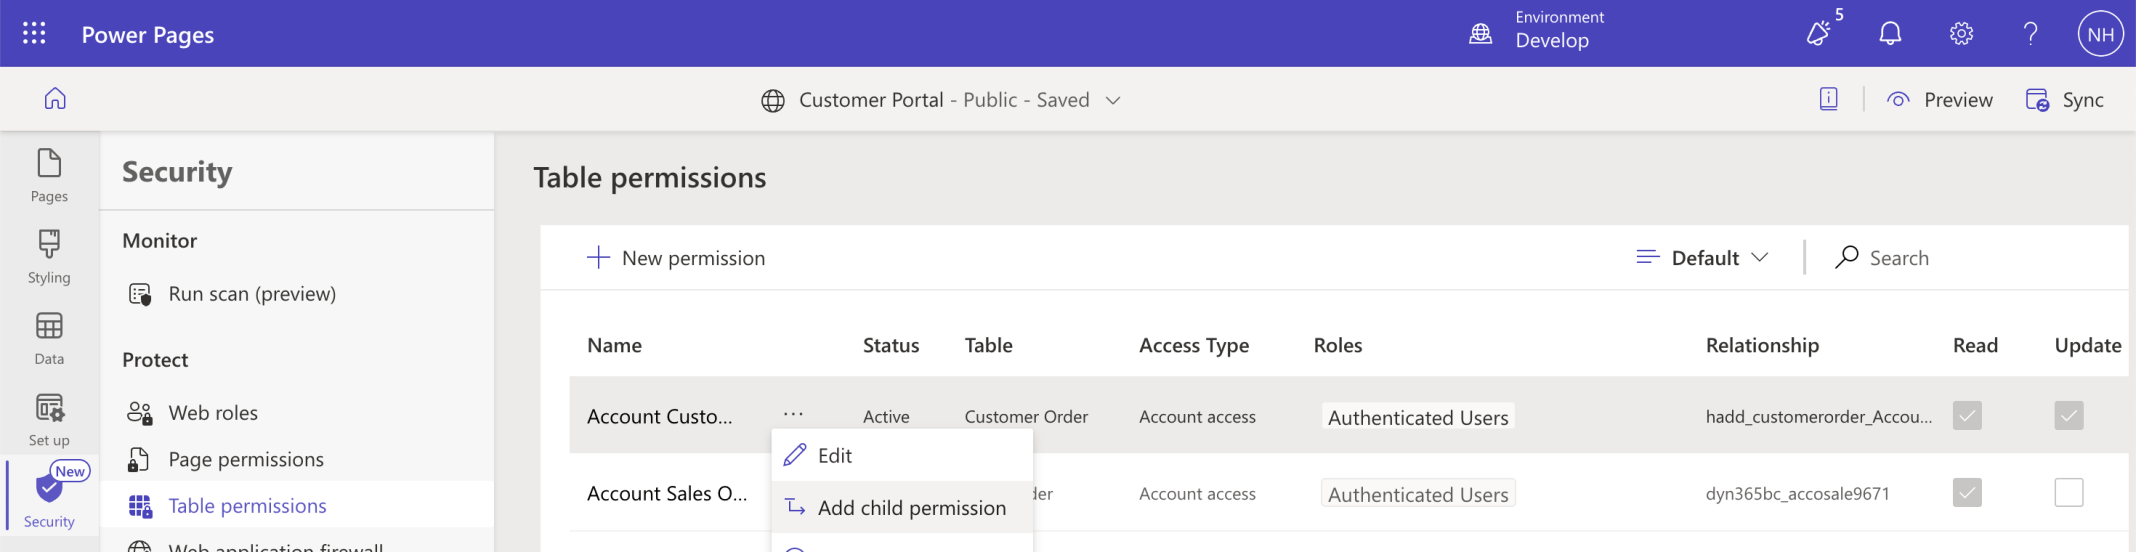 Power Pages
Environment
Develop
5
?
NH
Customer Portal - Public - Saved
Preview
Sync
Pages
Styling
Data
Set up
New
Security
Security
Monitor
Run scan (preview)
Protect
Web roles
Page permissions
Table permissions
Web application firewall
Table permissions
New permission
Default
Search
Name Status Table Access Type Roles Relationship Read Update
Account Custo... ... Active Customer Order Account access Authenticated Users hadd_customerorder_Accou...
Edit
Account Sales O... der Account access Authenticated Users dyn365bc_accosale9671
Add child permission